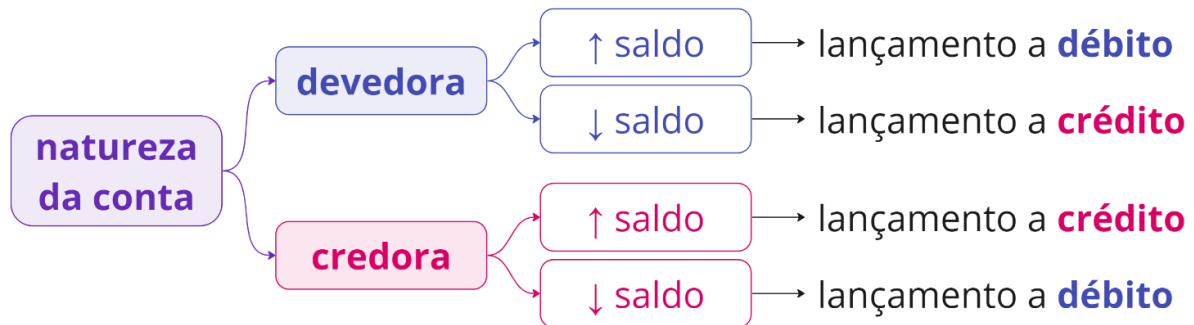 natureza
da conta
devedora
↑ saldo
lançamento a débito
↓ saldo
lançamento a crédito
credora
↑ saldo
lançamento a crédito
↓ saldo
lançamento a débito